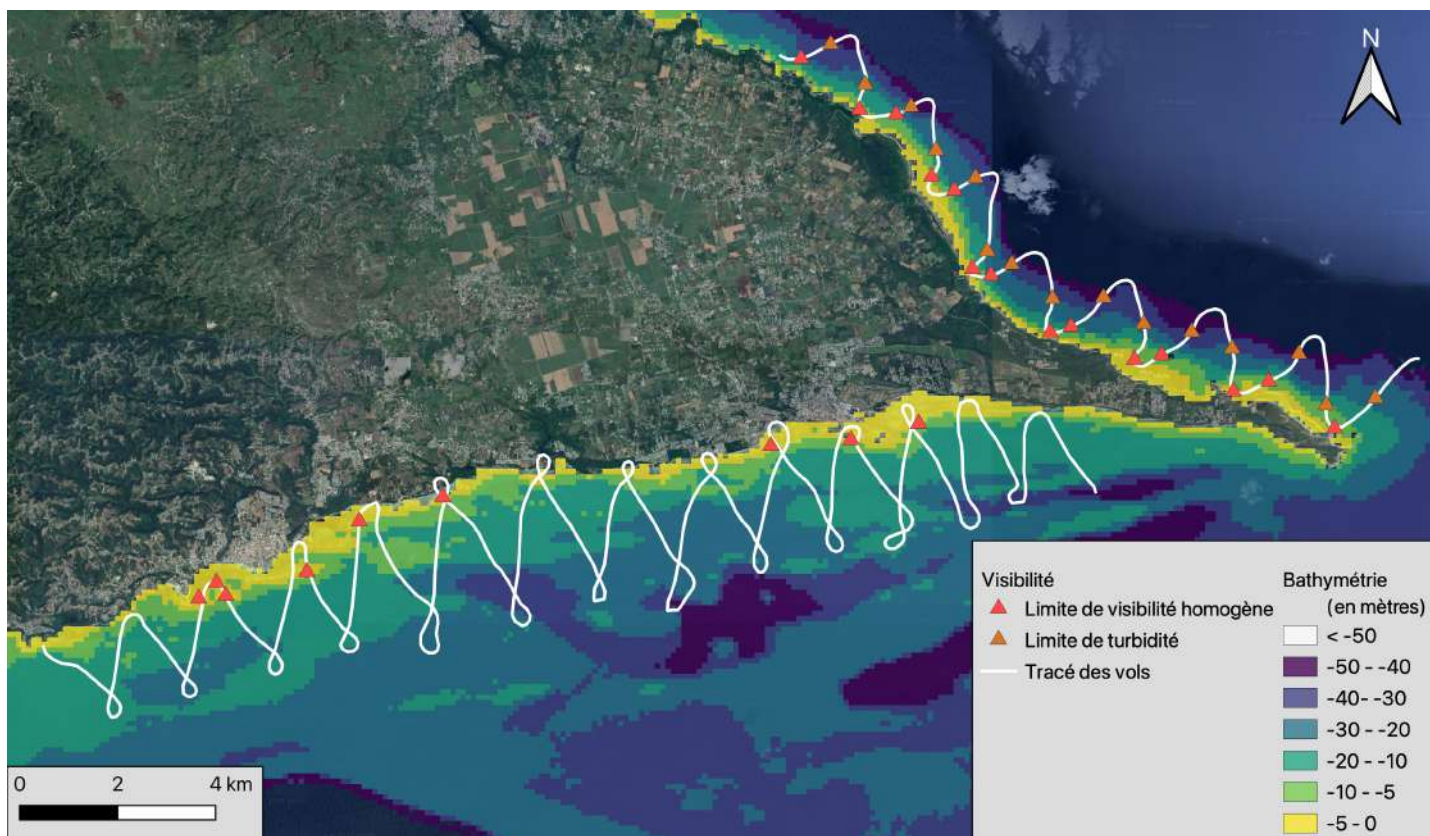 N
Visibilité
Limite de visibilité homogène
Limite de turbidité
Tracé des vols
Bathymétrie
(en mètres)
< -50
-50 - -40
-40- -30
-30 - -20
-20 - -10
-10 - -5
-5 - 0
0 2 4 km